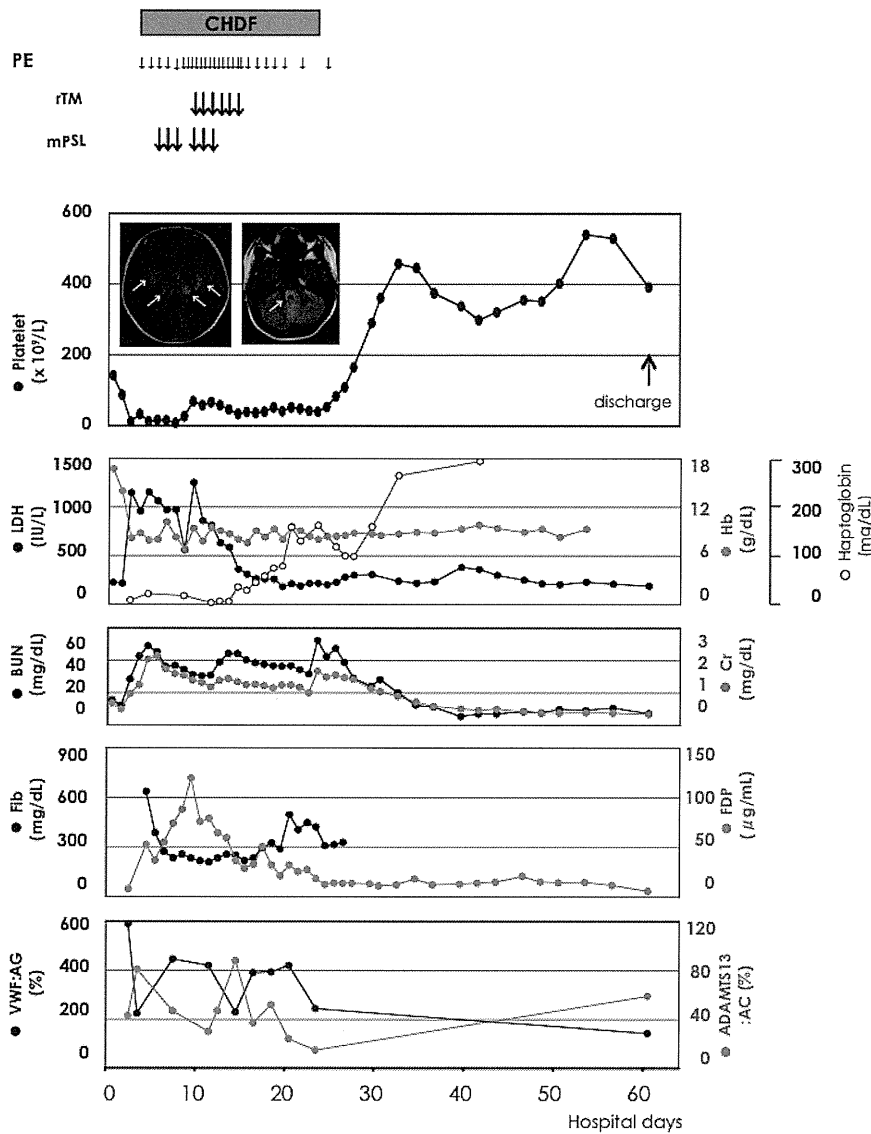 CHDF
PE
rTM
mPSL
600
400
200
0
● Platelet
(x 10⁹/L)
discharge
1500
1000
500
0
● LDH
(IU/L)
18
12
6
0
● Hb
(g/dL)
300
200
100
0
○ Haptoglobin
(mg/dL)
60
40
20
0
● BUN
(mg/dL)
3
2
1
0
● Cr
(mg/dL)
900
600
300
0
● Fib
(mg/dL)
150
100
50
0
● FDP
(μg/mL)
600
400
200
0
● VWF:AG
(%)
120
80
40
0
● ADAMTS13
:AC (%)
0 10 20 30 40 50 60
Hospital days